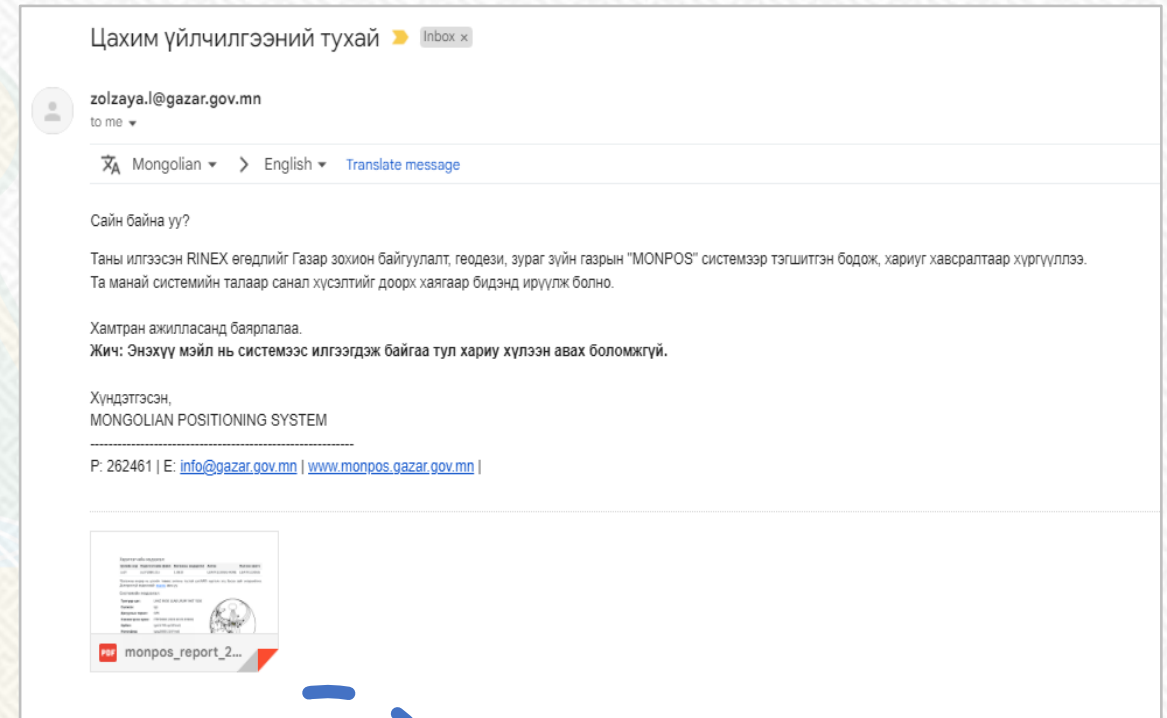 Цахим үйлчилгээний тухай Inbox ×
zolzaya.l@gazar.gov.mn
to me
Mongolian > English Translate message
Сайн байна уу?
Таны илгээсэн RINEX өгөдлийг Газар зохион байгуулалт, геодези, зураг зүйн газрын "MONPOS" системээр тэгшитгэн бодож, хариуг хавсралтаар хүргүүллээ.
Та манай системийн талаар санал хүсэлтийг доорх хаягаар бидэнд ирүүлж болно.
Хамтран ажилласанд баярлалаа.
Жич: Энэхүү мэйл нь системээс илгээгдэж байгаа тул хариу хүлээн авах боломжгүй.
Хүндэтгэсэн,
MONGOLIAN POSITIONING SYSTEM
----------------------------------------------------------
P: 262461 | E: info@gazar.gov.mn | www.monpos.gazar.gov.mn |
PDF monpos_report_2...